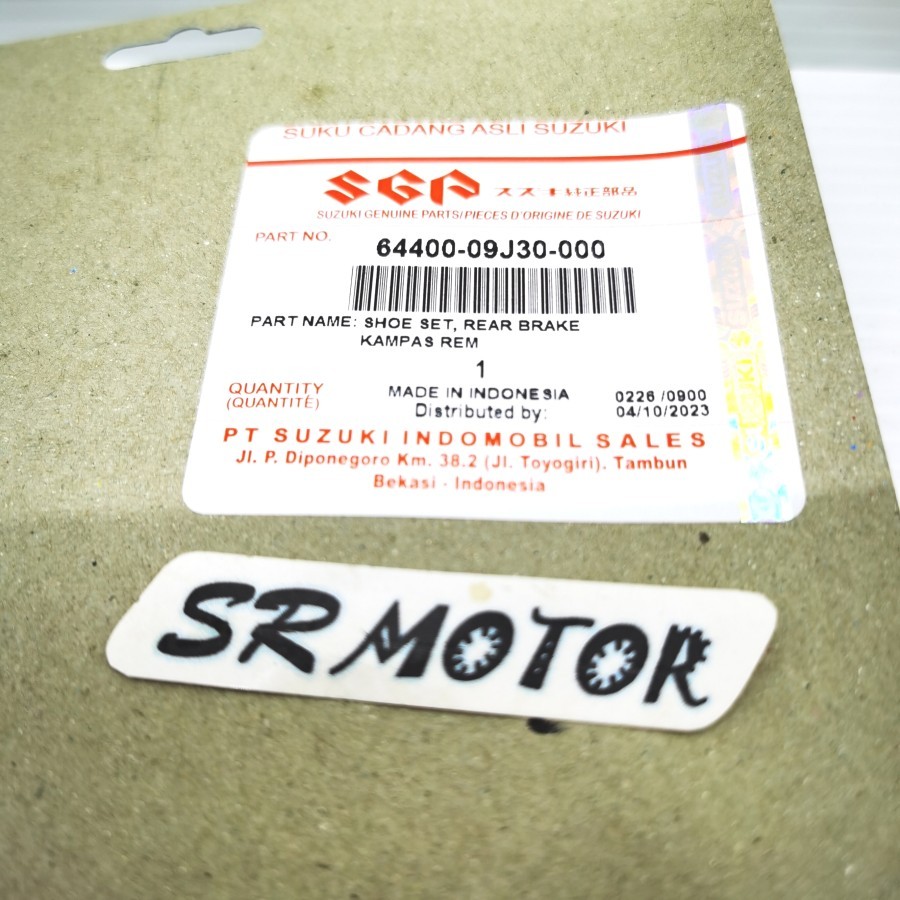 SUKU CADANG ASLI SUZUKI
SGP スズキ純正部品
SUZUKI GENUINE PARTS/PIECES D'ORIGINE DE SUZUKI
PART NO. 64400-09J30-000
PART NAME: SHOE SET, REAR BRAKE
KAMPAS REM
1
QUANTITY MADE IN INDONESIA 0226 /0900
(QUANTITÉ) Distributed by: 04/10/2023
PT SUZUKI INDOMOBIL SALES
Jl. P. Diponegoro Km. 38.2 (Jl. Toyogiri). Tambun
Bekasi - Indonesia
SR MOTOR